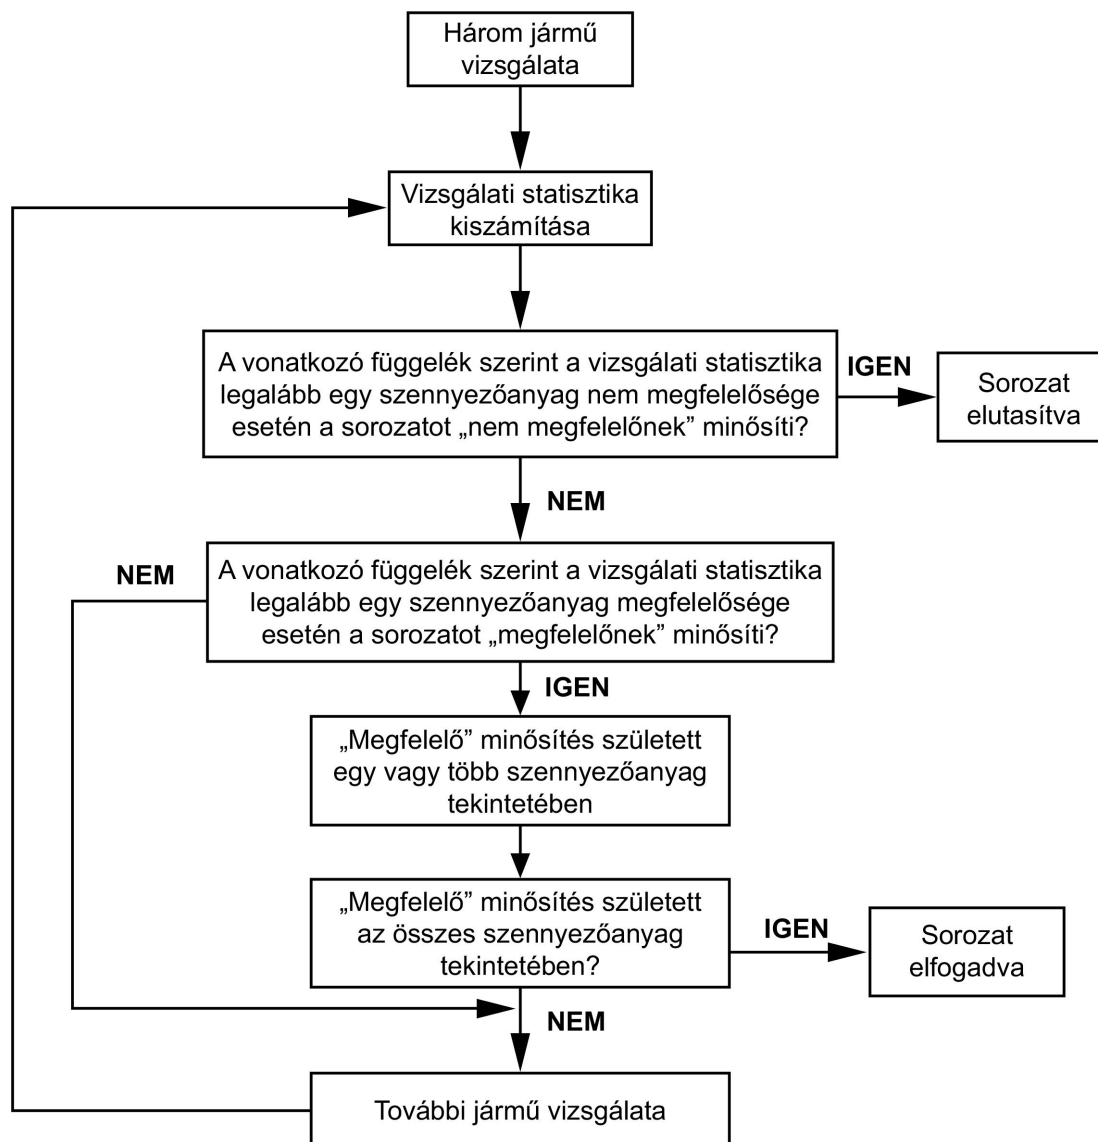 Három jármű
vizsgálata
Vizsgálati statisztika
kiszámítása
A vonatkozó függelék szerint a vizsgálati statisztika
legalább egy szennyezőanyag nem megfelelősége
esetén a sorozatot „nem megfelelőnek” minősíti?
IGEN
Sorozat
elutasítva
NEM
A vonatkozó függelék szerint a vizsgálati statisztika
legalább egy szennyezőanyag megfelelősége
esetén a sorozatot „megfelelőnek” minősíti?
NEM
IGEN
„Megfelelő” minősítés született
egy vagy több szennyezőanyag
tekintetében
„Megfelelő” minősítés született
az összes szennyezőanyag
tekintetében?
IGEN
Sorozat
elfogadva
NEM
További jármű vizsgálata